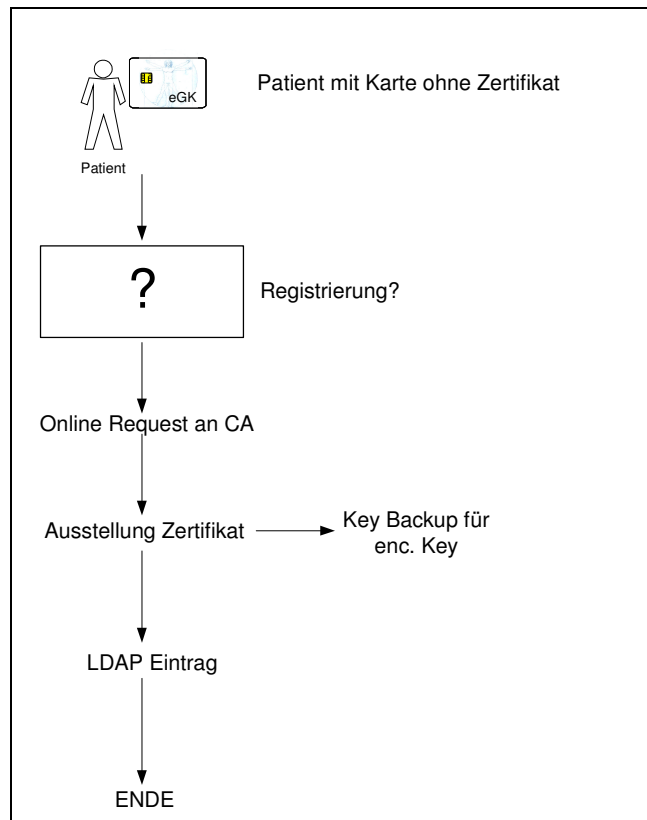 eGK
Patient mit Karte ohne Zertifikat
Patient
?
Registrierung?
Online Request an CA
Ausstellung Zertifikat
Key Backup für
enc. Key
LDAP Eintrag
ENDE